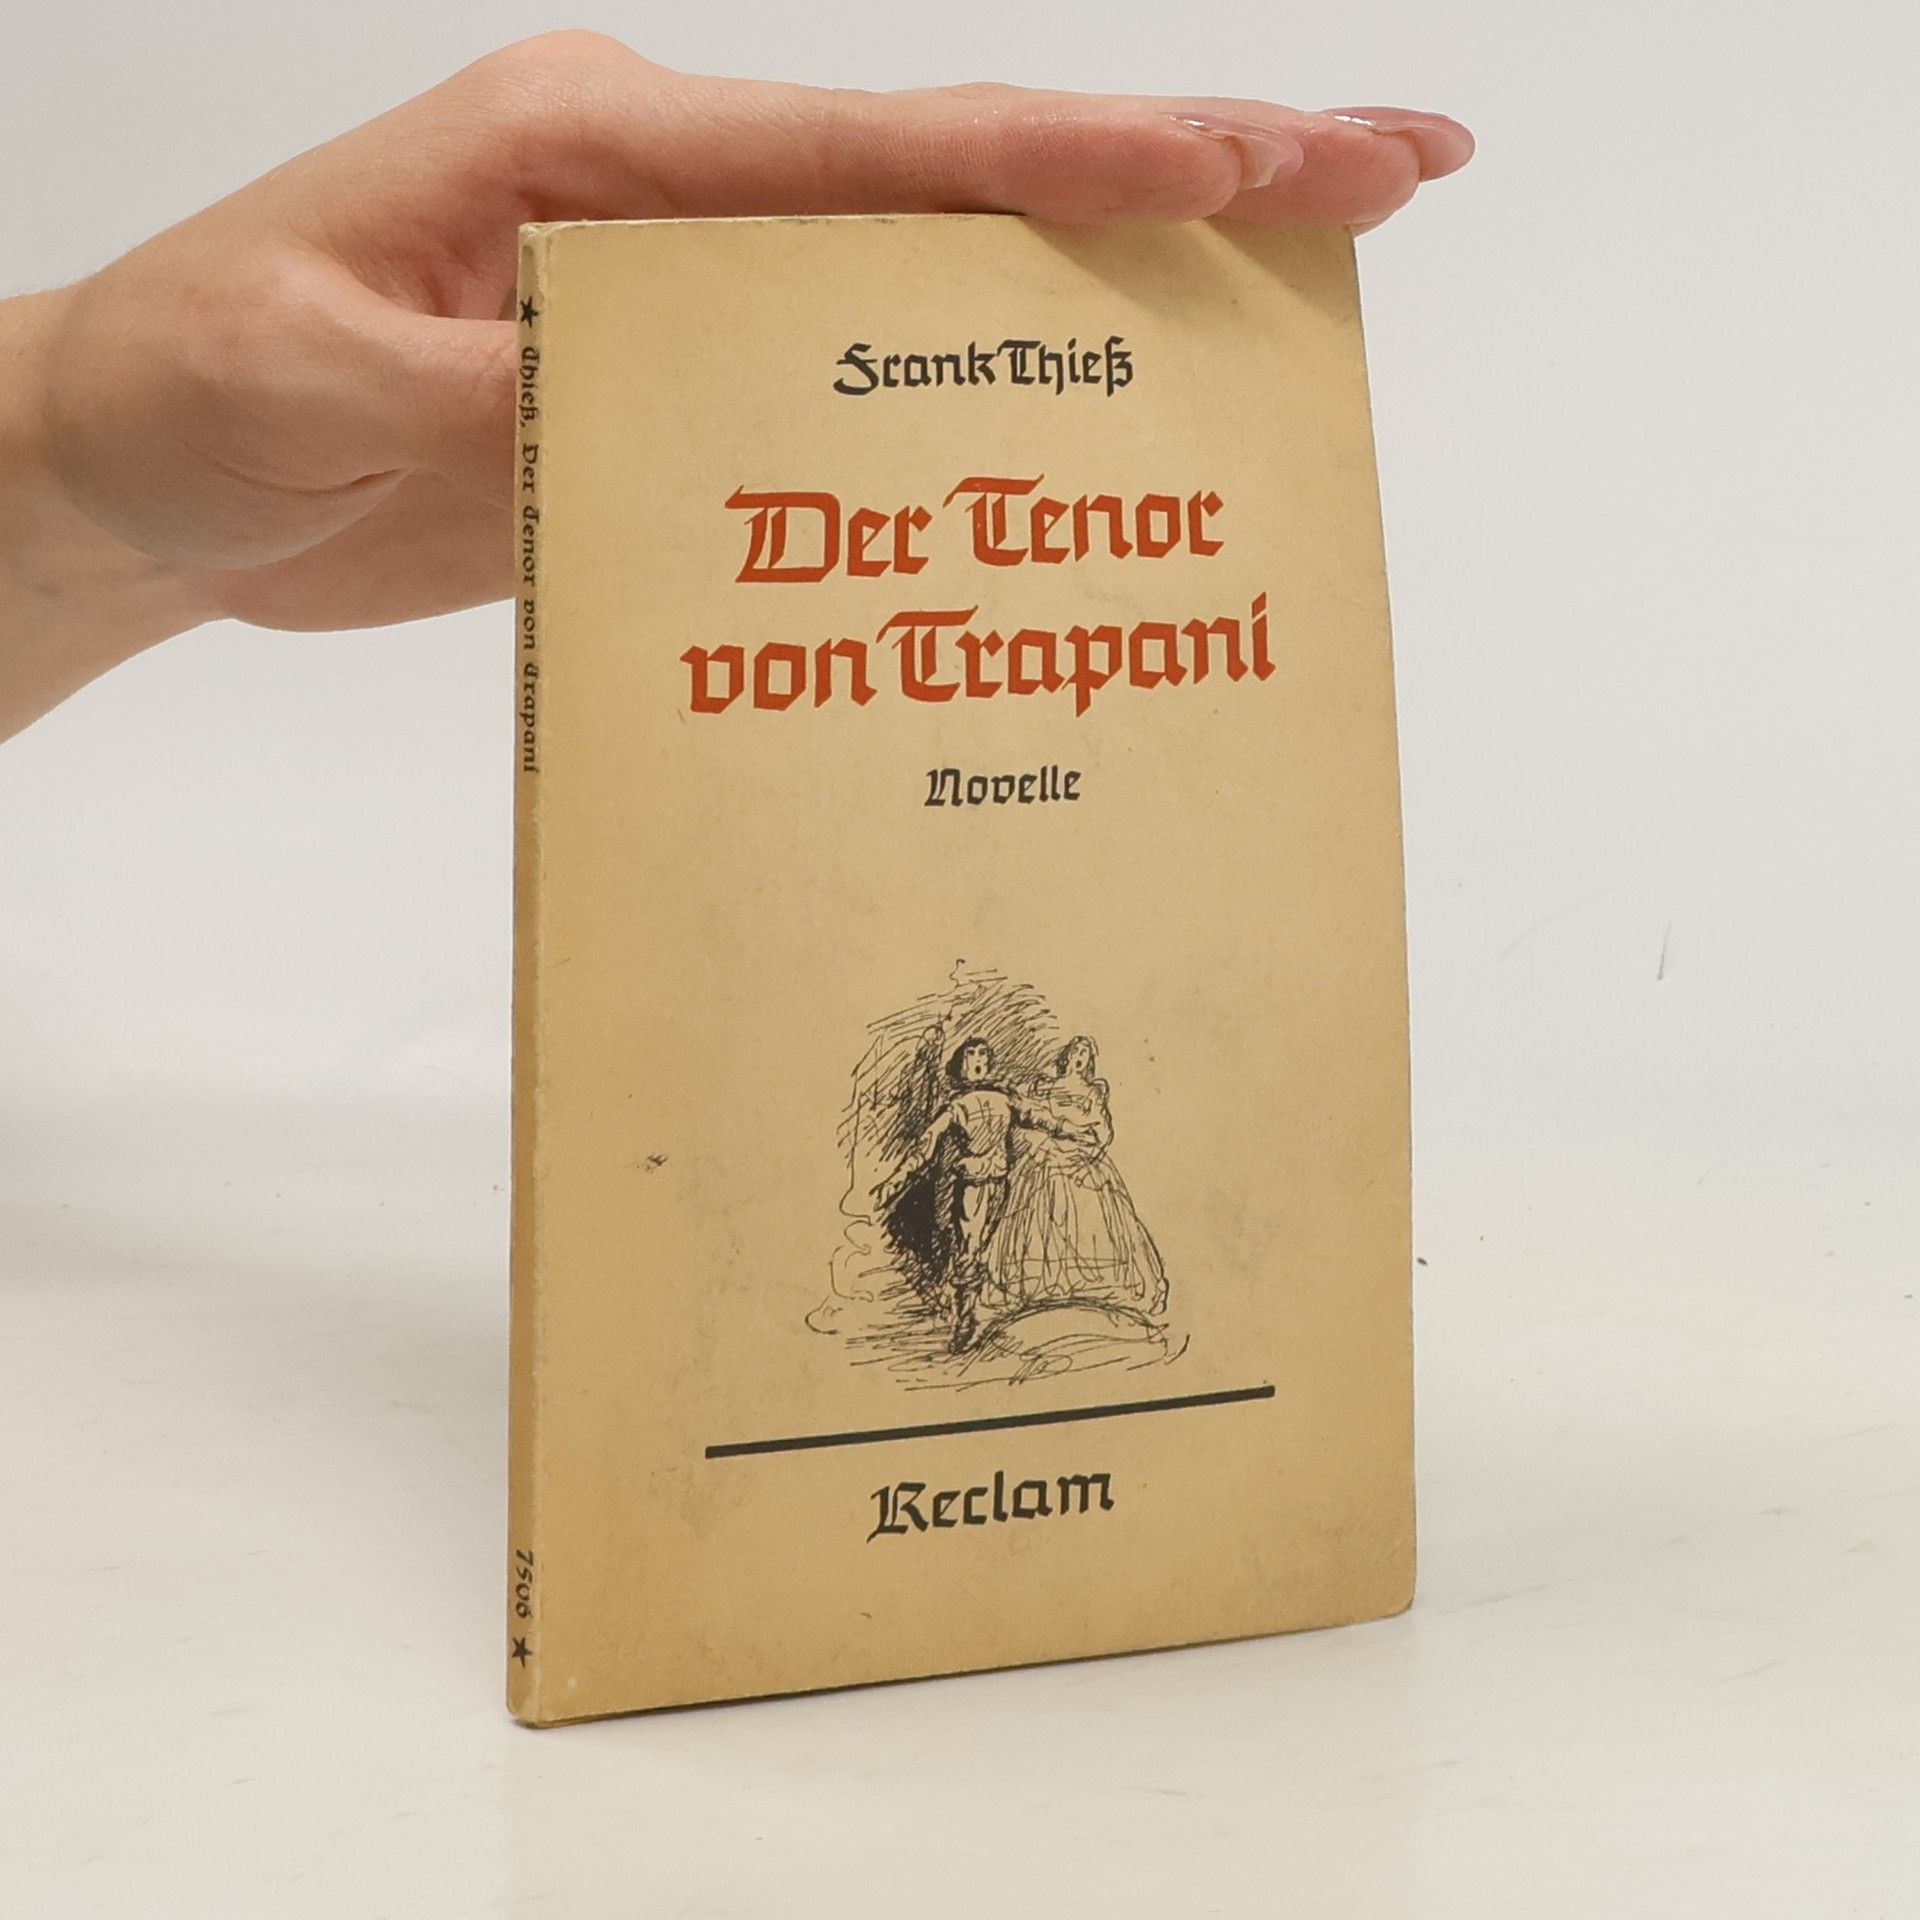 Frank Thieß
Der Tenor
von Trapani
Novelle
Reclam
★ Thieß, Der Tenor von Trapani
7506 ★